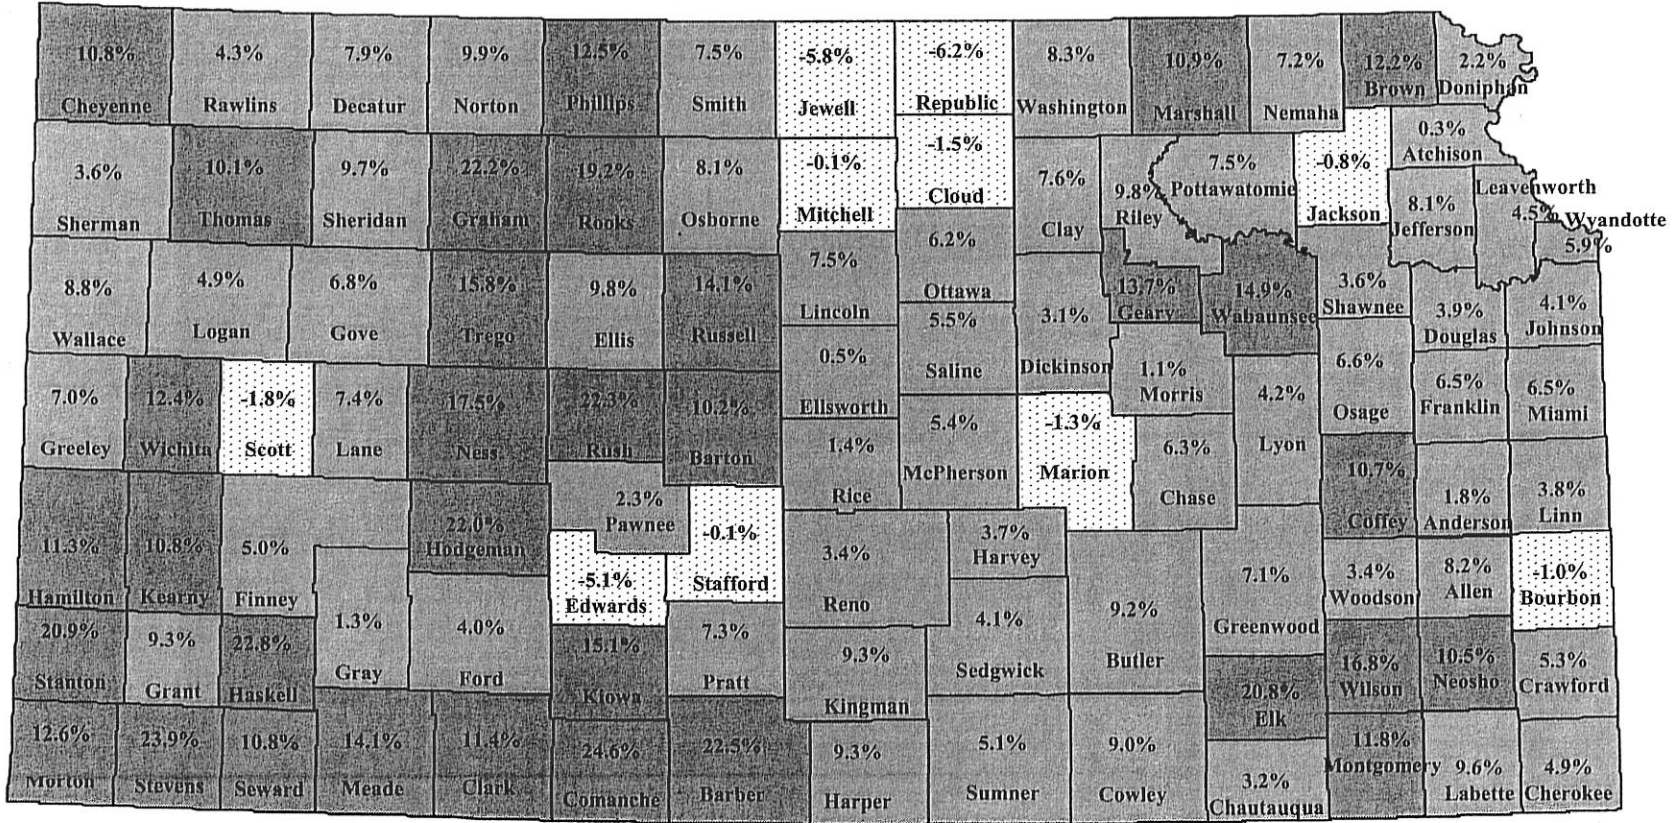 10.8%
Cheyenne
4.3%
Rawlins
7.9%
Decatur
9.9%
Norton
12.5%
Phillips
7.5%
Smith
-5.8%
Jewell
-6.2%
Republic
8.3%
Washington
10.9%
Marshall
7.2%
Nemaha
12.2%
Brown
2.2%
Doniphan
3.6%
Sherman
10.1%
Thomas
9.7%
Sheridan
22.2%
Graham
19.2%
Rooks
8.1%
Osborne
-0.1%
Mitchell
-1.5%
Cloud
7.6%
Clay
9.8%
Riley
7.5%
Pottawatomie
-0.8%
Jackson
0.3%
Atchison
8.1%
Jefferson
Leavenworth
4.5%
Wyandotte
5.9%
8.8%
Wallace
4.9%
Logan
6.8%
Gove
15.8%
Trego
9.8%
Ellis
14.1%
Russell
7.5%
Lincoln
6.2%
Ottawa
5.5%
Saline
3.1%
Dickinson
13.7%
Geary
14.9%
Wabaunsee
3.6%
Shawnee
3.9%
Douglas
4.1%
Johnson
7.0%
Greeley
12.4%
Wichita
-1.8%
Scott
7.4%
Lane
17.5%
Ness
22.3%
Rush
10.2%
Barton
0.5%
Ellsworth
1.4%
Rice
5.4%
McPherson
-1.3%
Marion
1.1%
Morris
6.3%
Chase
4.2%
Lyon
6.6%
Osage
6.5%
Franklin
6.5%
Miami
11.3%
Hamilton
10.8%
Kearny
5.0%
Finney
22.0%
Hodgeman
2.3%
Pawnee
-5.1%
Edwards
-0.1%
Stafford
3.4%
Reno
3.7%
Harvey
10.7%
Coffey
1.8%
Anderson
3.8%
Linn
20.9%
Stanton
9.3%
Grant
22.8%
Haskell
1.3%
Gray
4.0%
Ford
15.1%
Kiowa
7.3%
Pratt
9.3%
Kingman
4.1%
Sedgwick
9.2%
Butler
7.1%
Greenwood
3.4%
Woodson
8.2%
Allen
-1.0%
Bourbon
12.6%
Morton
23.9%
Stevens
10.8%
Seward
14.1%
Meade
11.4%
Clark
24.6%
Comanche
22.5%
Barber
9.3%
Harper
5.1%
Sumner
9.0%
Cowley
20.8%
Elk
3.2%
Chautauqua
16.8%
Wilson
10.5%
Neosho
5.3%
Crawford
11.8%
Montgomery
9.6%
Labette
4.9%
Cherokee